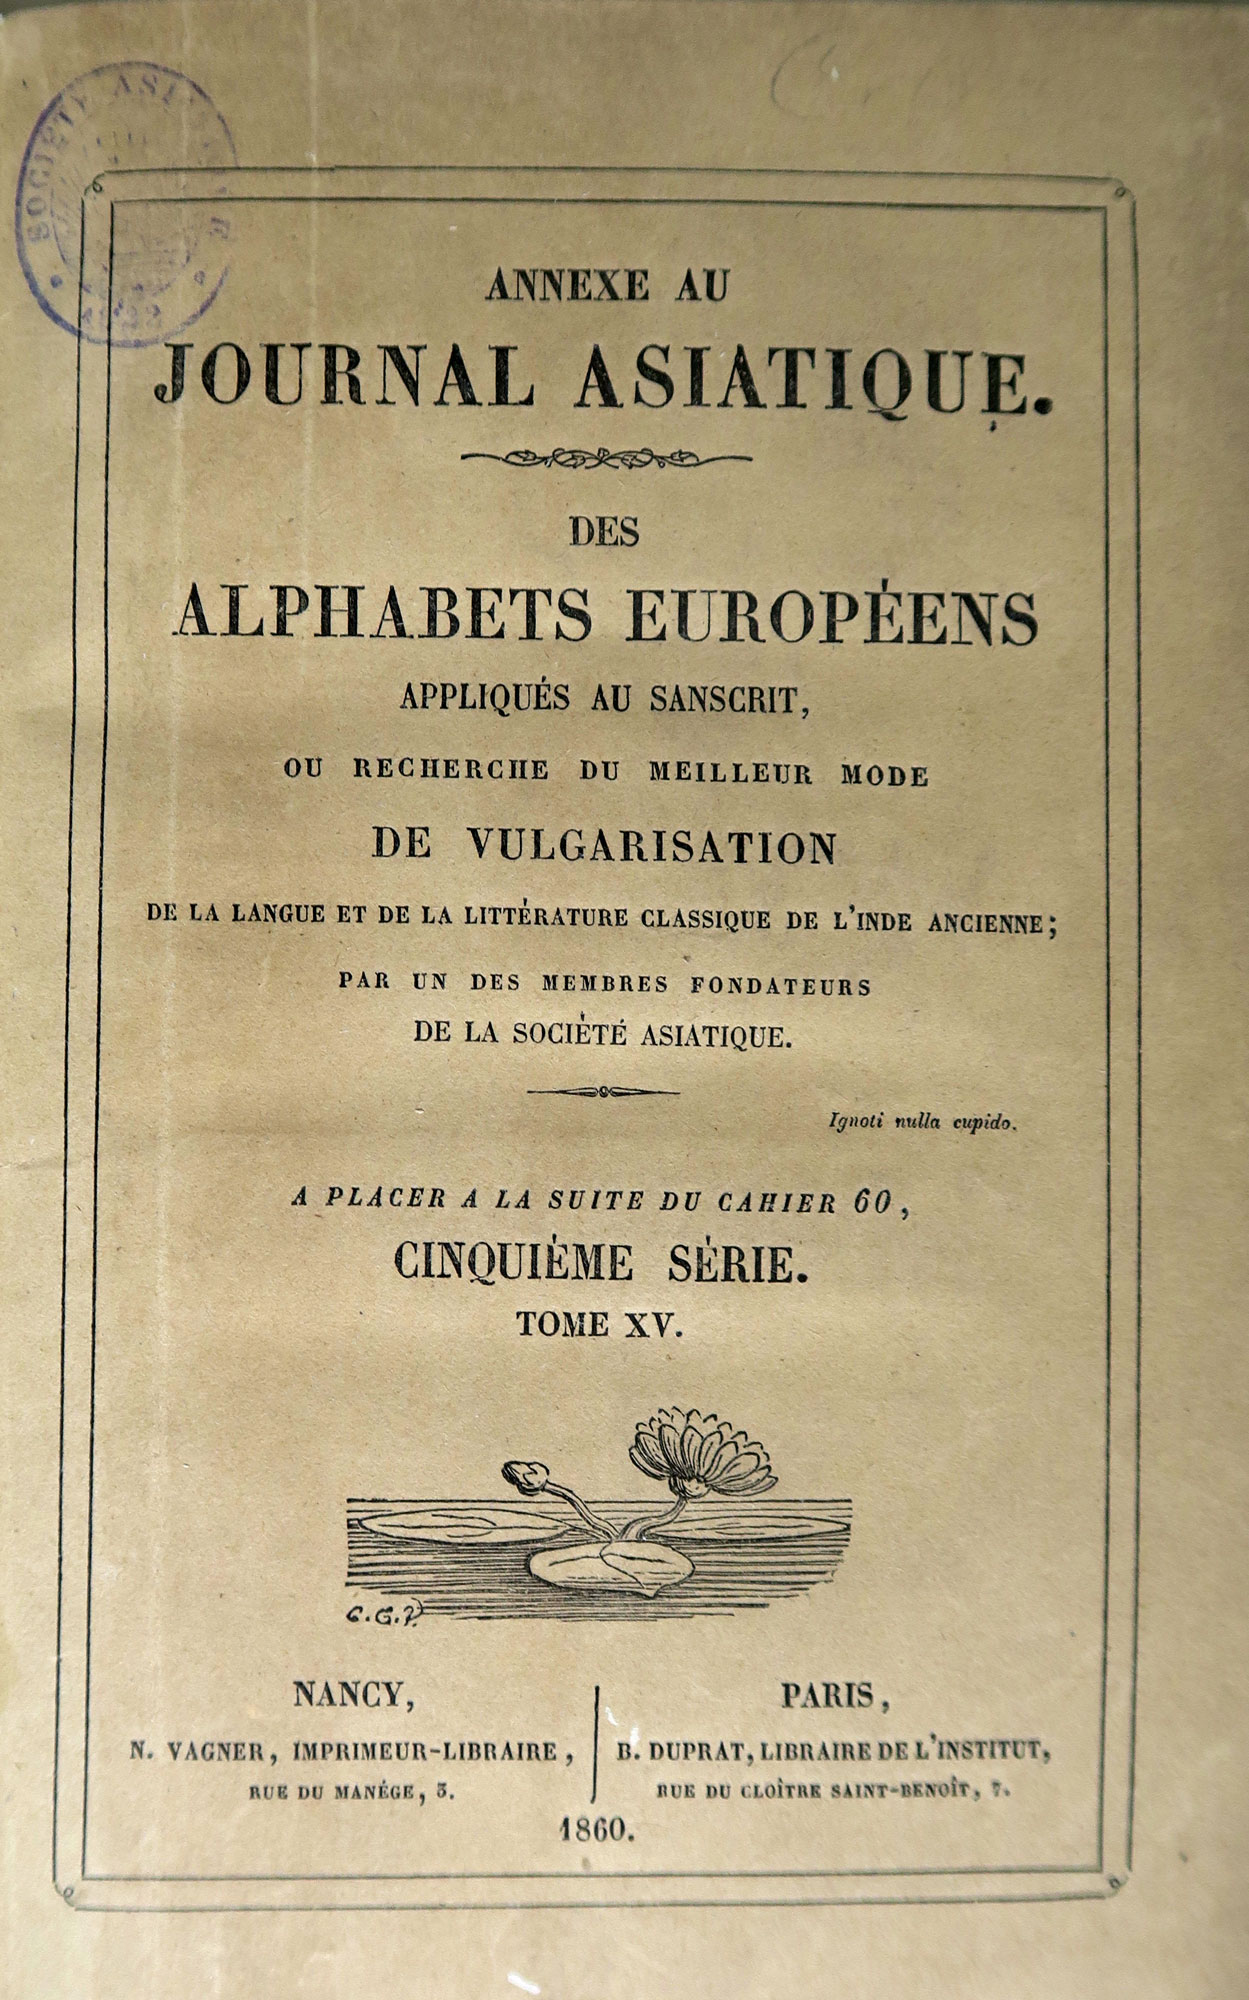 SOCIÉTÉ
1822
ANNEXE AU
JOURNAL ASIATIQUE.
DES
ALPHABETS EUROPÉENS
APPLIQUÉS AU SANSCRIT,
OU RECHERCHE DU MEILLEUR MODE
DE VULGARISATION
DE LA LANGUE ET DE LA LITTÉRATURE CLASSIQUE DE L'INDE ANCIENNE;
PAR UN DES MEMBRES FONDATEURS
DE LA SOCIÉTÉ ASIATIQUE.
Ignoti nulla cupido.
A PLACER A LA SUITE DU CAHIER 60,
CINQUIÈME SÉRIE.
TOME XV.
NANCY,
N. VAGNER, IMPRIMEUR-LIBRAIRE,
RUE DU MANÉGE, 3.
PARIS,
B. DUPRAT, LIBRAIRE DE L'INSTITUT,
RUE DU CLOÎTRE SAINT-BENOÎT, 7.
1860.